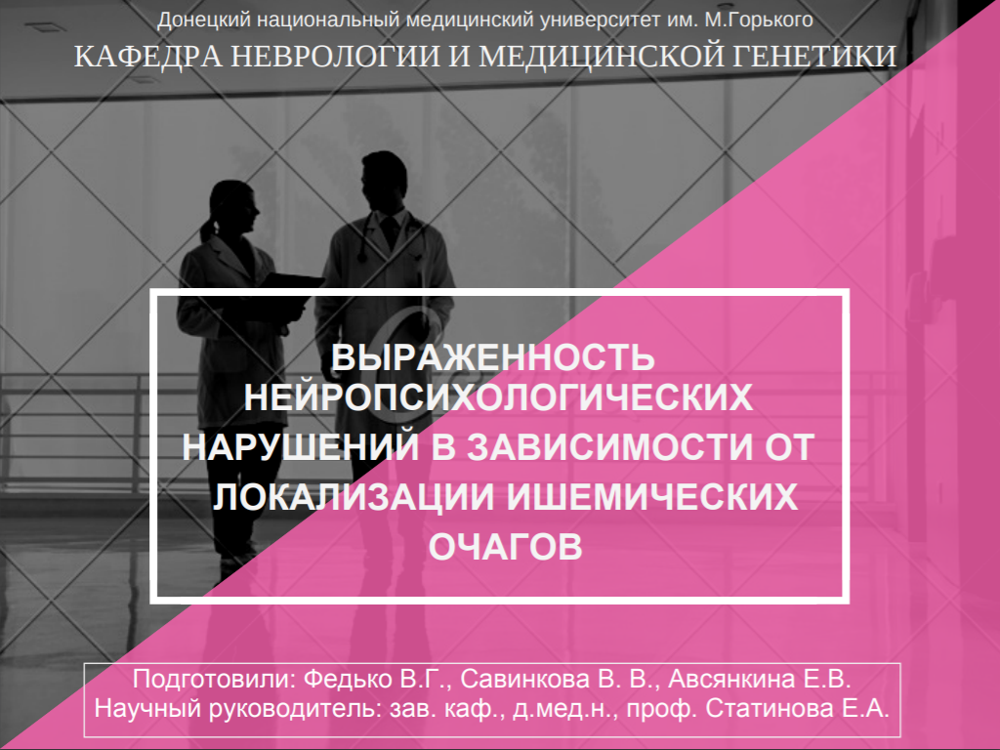 Донецкий национальный медицинский университет им. М.Горького
КАФЕДРА НЕВРОЛОГИИ И МЕДИЦИНСКОЙ ГЕНЕТИКИ
ВЫРАЖЕННОСТЬ
НЕЙРОПСИХОЛОГИЧЕСКИХ
НАРУШЕНИЙ В ЗАВИСИМОСТИ ОТ
ЛОКАЛИЗАЦИИ ИШЕМИЧЕСКИХ
ОЧАГОВ
Подготовили: Федько В.Г., Савинкова В. В., Авсянкина Е.В.
Научный руководитель: зав. каф., д.мед.н., проф. Статинова Е.А.